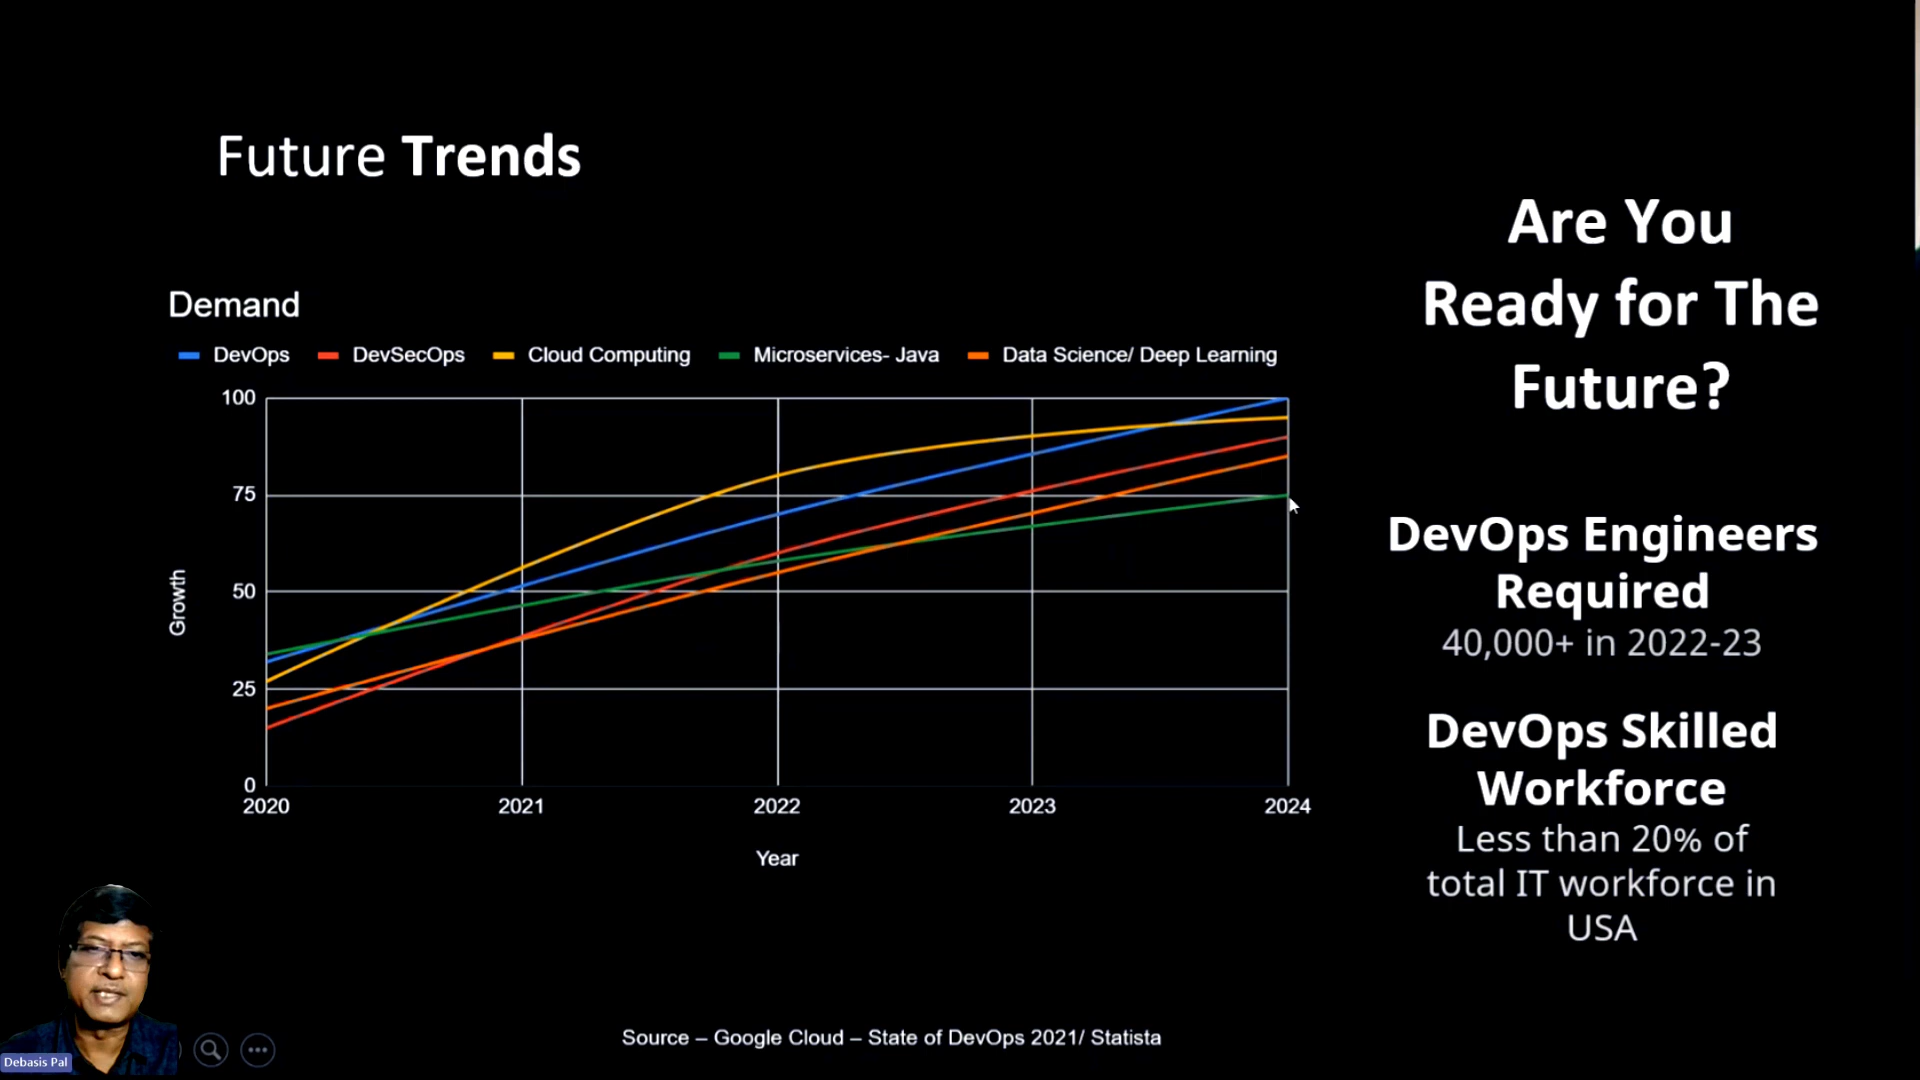 Future Trends
Are You
Ready for The
Future?
Demand
DevOps DevSecOps Cloud Computing Microservices- Java Data Science/ Deep Learning
100
75
50
25
0
Growth
2020 2021 2022 2023 2024
Year
DevOps Engineers
Required
40,000+ in 2022-23
DevOps Skilled
Workforce
Less than 20% of
total IT workforce in
USA
Source – Google Cloud – State of DevOps 2021/ Statista
Debasis Pal